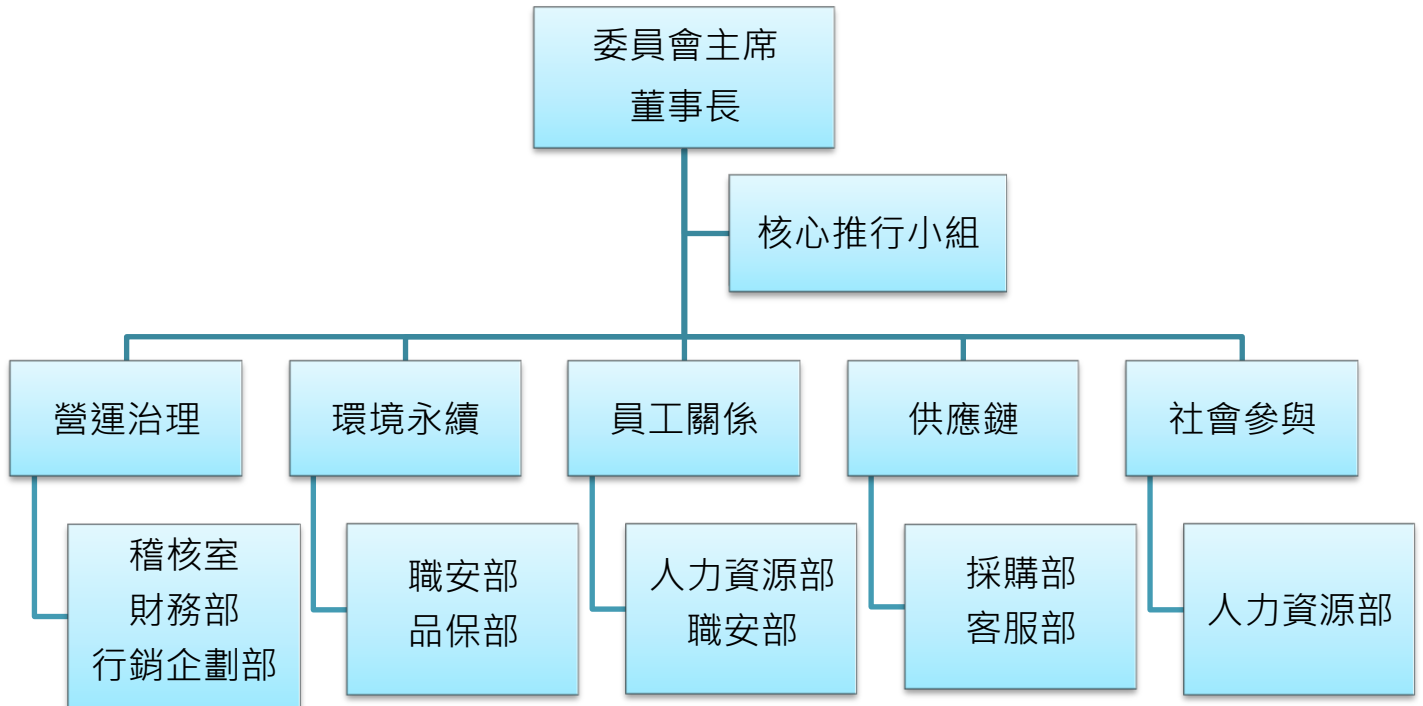 委員會主席
董事長
核心推行小組
營運治理
環境永續
員工關係
供應鏈
社會參與
稽核室
財務部
行銷企劃部
職安部
品保部
人力資源部
職安部
採購部
客服部
人力資源部